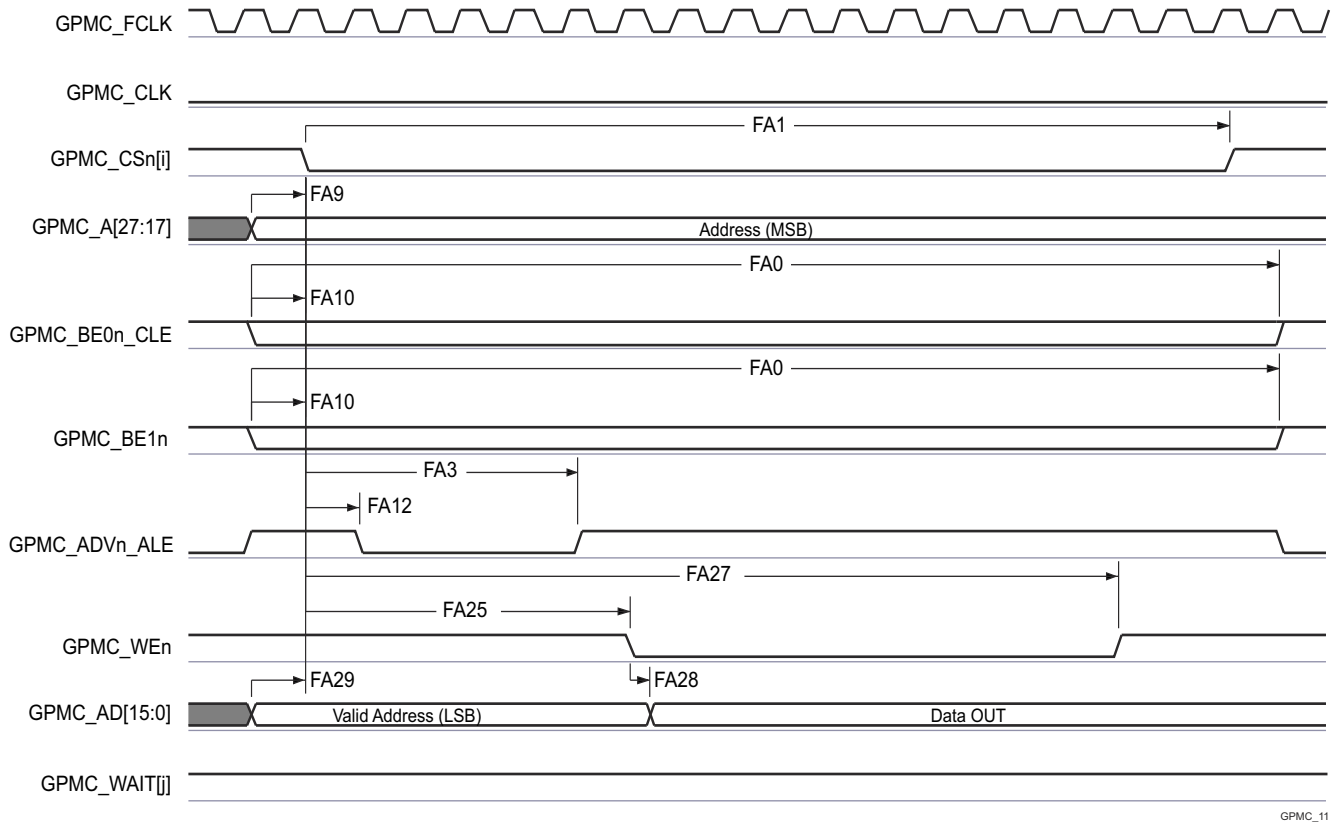 GPMC_FCLK
GPMC_CLK
FA1
GPMC_CSn[i]
FA9
GPMC_A[27:17]
Address (MSB)
FA0
FA10
GPMC_BE0n_CLE
FA0
FA10
GPMC_BE1n
FA3
FA12
GPMC_ADVn_ALE
FA27
FA25
GPMC_WEn
FA29
FA28
GPMC_AD[15:0]
Valid Address (LSB)
Data OUT
GPMC_WAIT[j]
GPMC_11